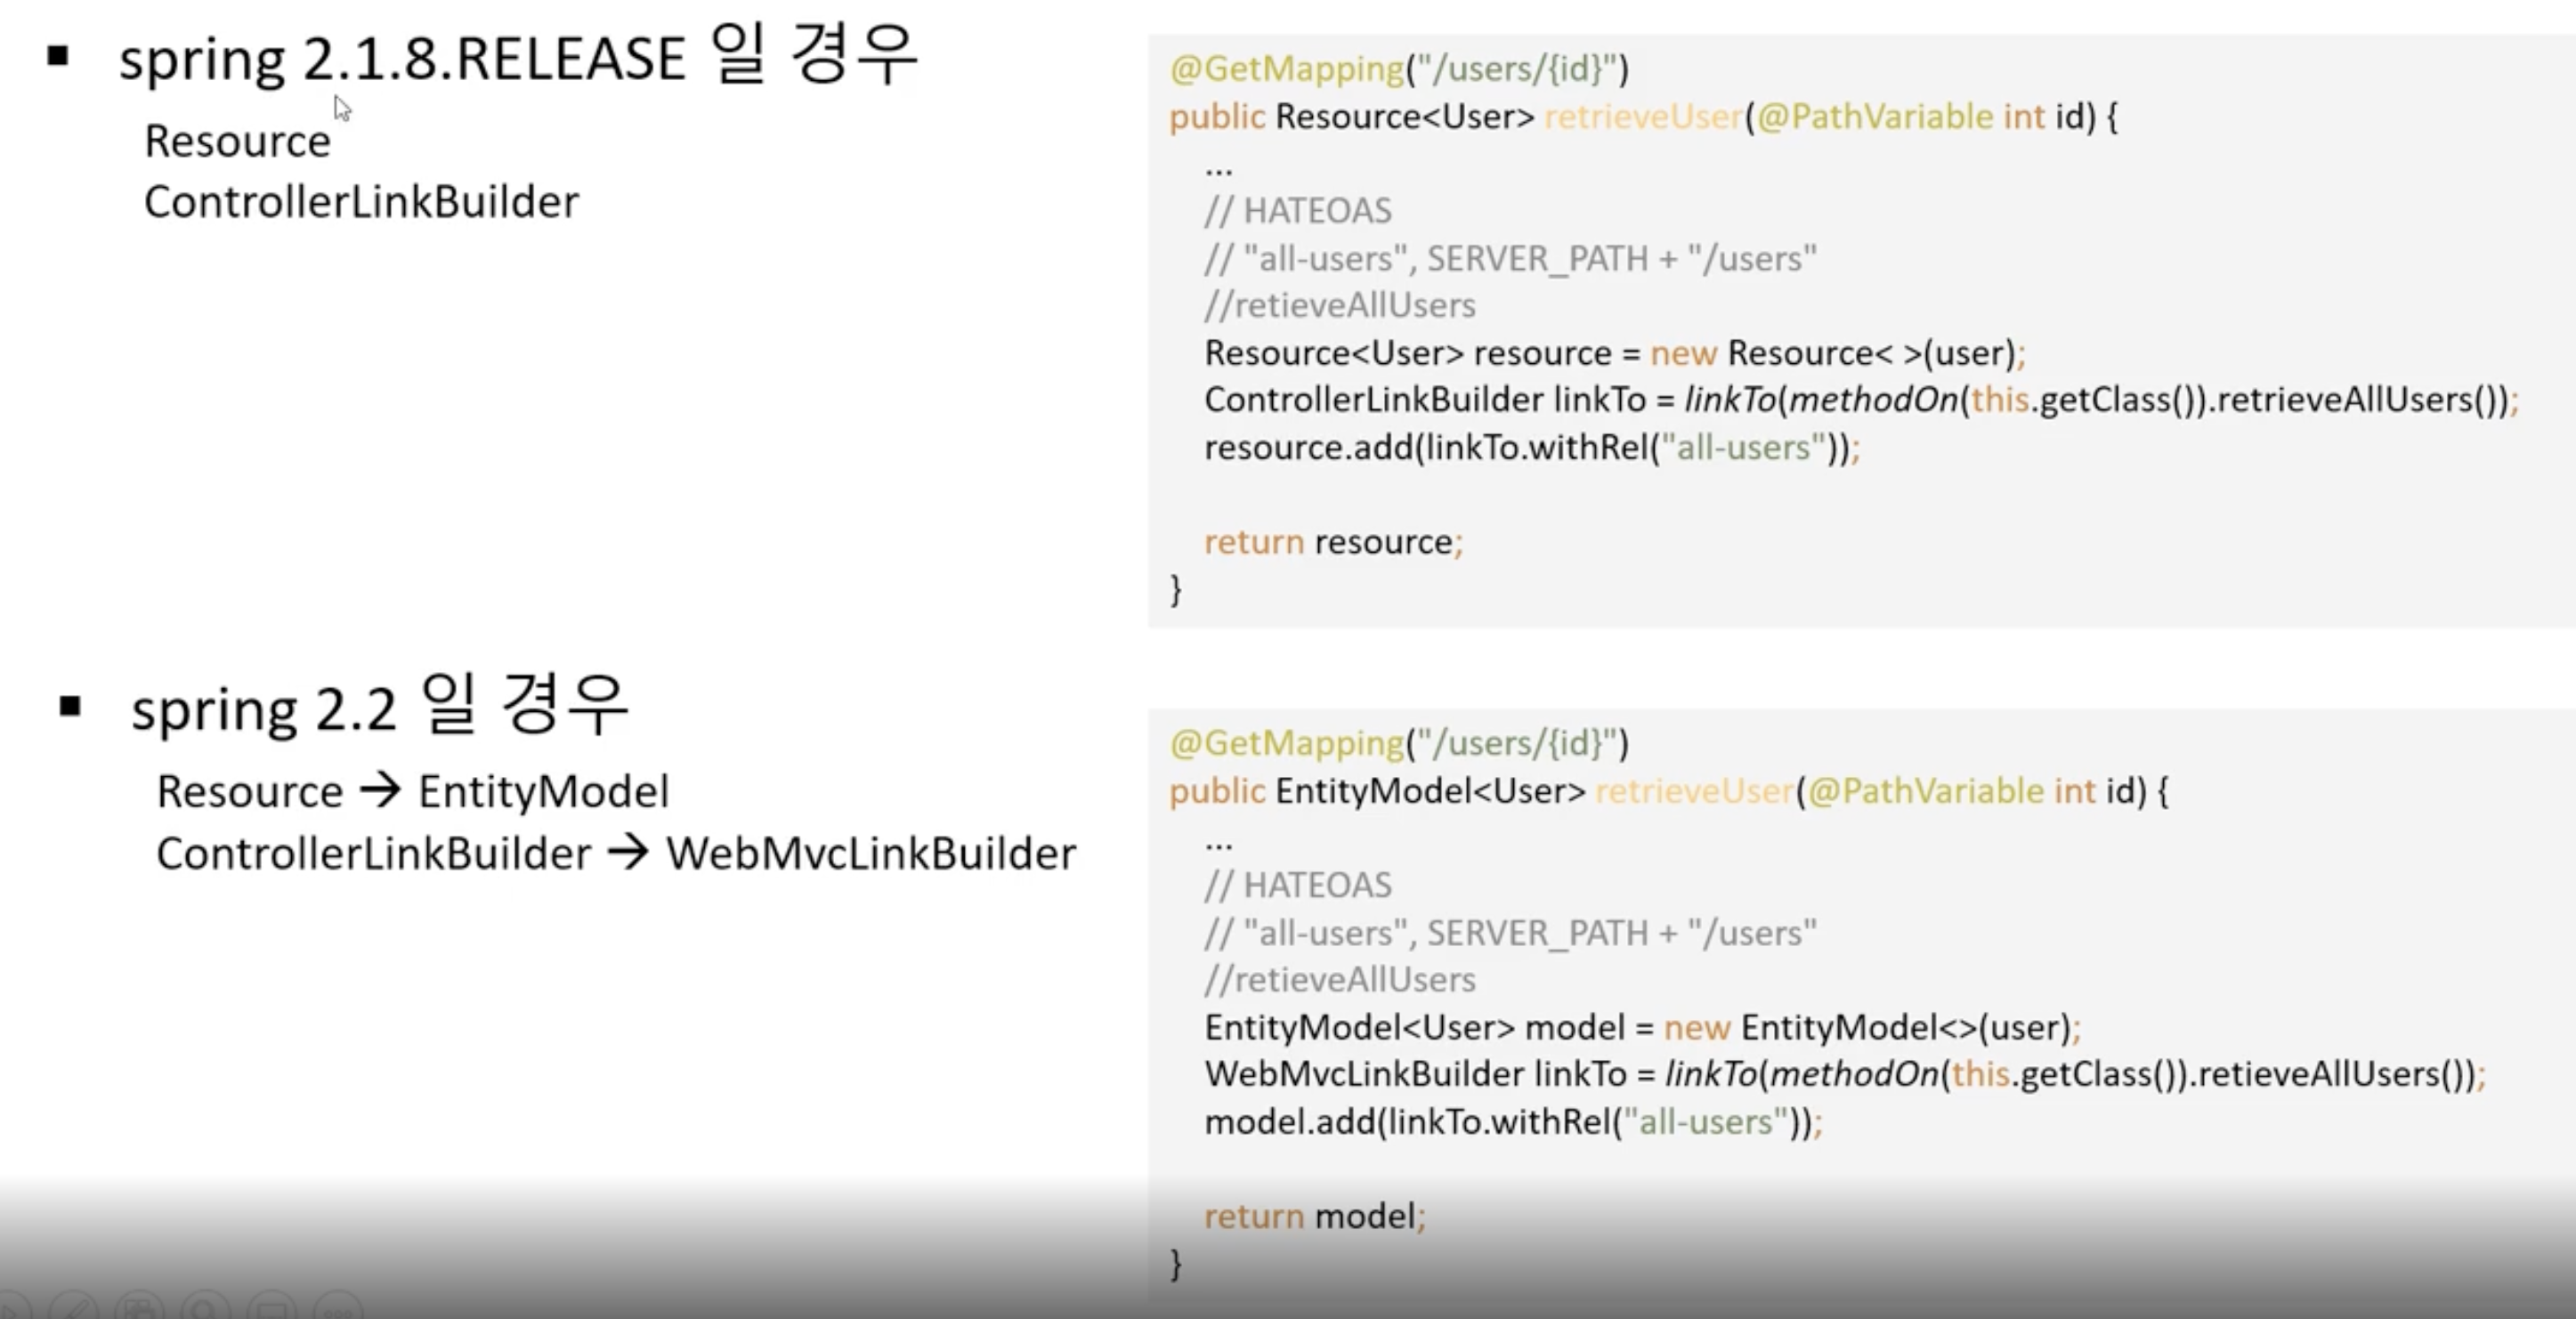 ▪ spring 2.1.8.RELEASE 일 경우
Resource
ControllerLinkBuilder
@GetMapping("/users/{id}")
public Resource<User> retrieveUser(@PathVariable int id) {
...
// HATEOAS
// "all-users", SERVER_PATH + "/users"
//retieveAllUsers
Resource<User> resource = new Resource< >(user);
ControllerLinkBuilder linkTo = linkTo(methodOn(this.getClass()).retrieveAllUsers());
resource.add(linkTo.withRel("all-users"));
return resource;
}
▪ spring 2.2 일 경우
Resource → EntityModel
ControllerLinkBuilder → WebMvcLinkBuilder
@GetMapping("/users/{id}")
public EntityModel<User> retrieveUser(@PathVariable int id) {
...
// HATEOAS
// "all-users", SERVER_PATH + "/users"
//retieveAllUsers
EntityModel<User> model = new EntityModel<>(user);
WebMvcLinkBuilder linkTo = linkTo(methodOn(this.getClass()).retieveAllUsers());
model.add(linkTo.withRel("all-users"));
return model;
}